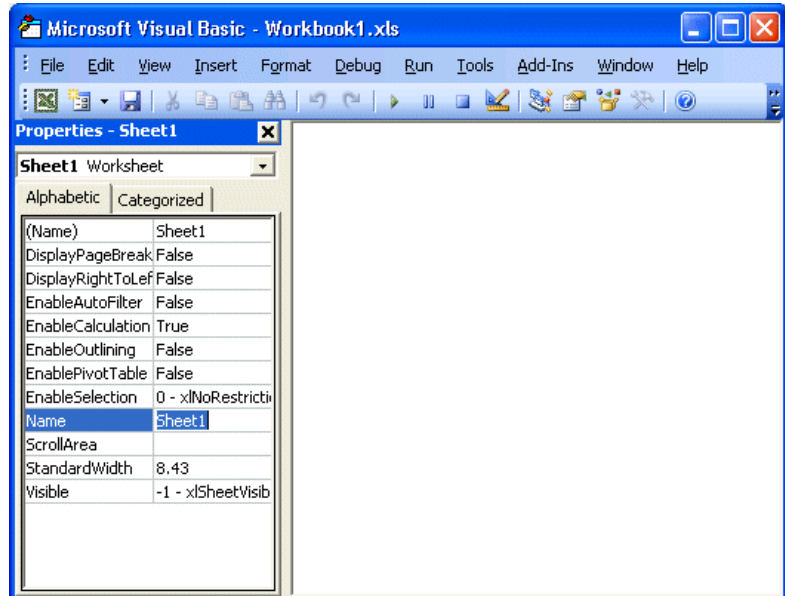 Microsoft Visual Basic - Workbook1.xls
File Edit View Insert Format Debug Run Tools Add-Ins Window Help
Properties - Sheet1
Sheet1 Worksheet
Alphabetic Categorized
(Name) Sheet1
DisplayPageBreak False
DisplayRightToLef False
EnableAutoFilter False
EnableCalculation True
EnableOutlining False
EnablePivotTable False
EnableSelection 0 - xlNoRestricti
Name Sheet1
ScrollArea
StandardWidth 8.43
Visible -1 - xlSheetVisib